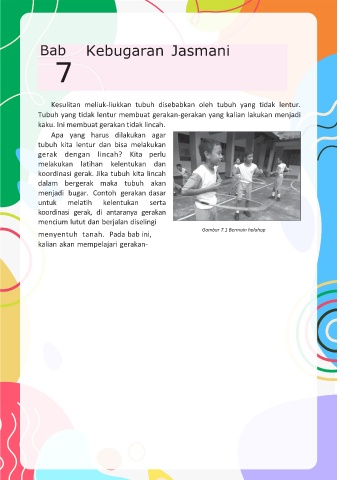 Bab
7
Kebugaran Jasmani
Kesulitan meliuk-liukkan tubuh disebabkan oleh tubuh yang tidak lentur.
Tubuh yang tidak lentur membuat gerakan-gerakan yang kalian lakukan menjadi
kaku. Ini membuat gerakan tidak lincah.
Apa yang harus dilakukan agar
tubuh kita lentur dan bisa melakukan
gerak dengan lincah? Kita perlu
melakukan latihan kelentukan dan
koordinasi gerak. Jika tubuh kita lincah
dalam bergerak maka tubuh akan
menjadi bugar. Contoh gerakan dasar
untuk melatih kelentukan serta
koordinasi gerak, di antaranya gerakan
mencium lutut dan berjalan diselingi
menyentuh tanah. Pada bab ini,
kalian akan mempelajari gerakan-
Gambar 7.1 Bermain holahop